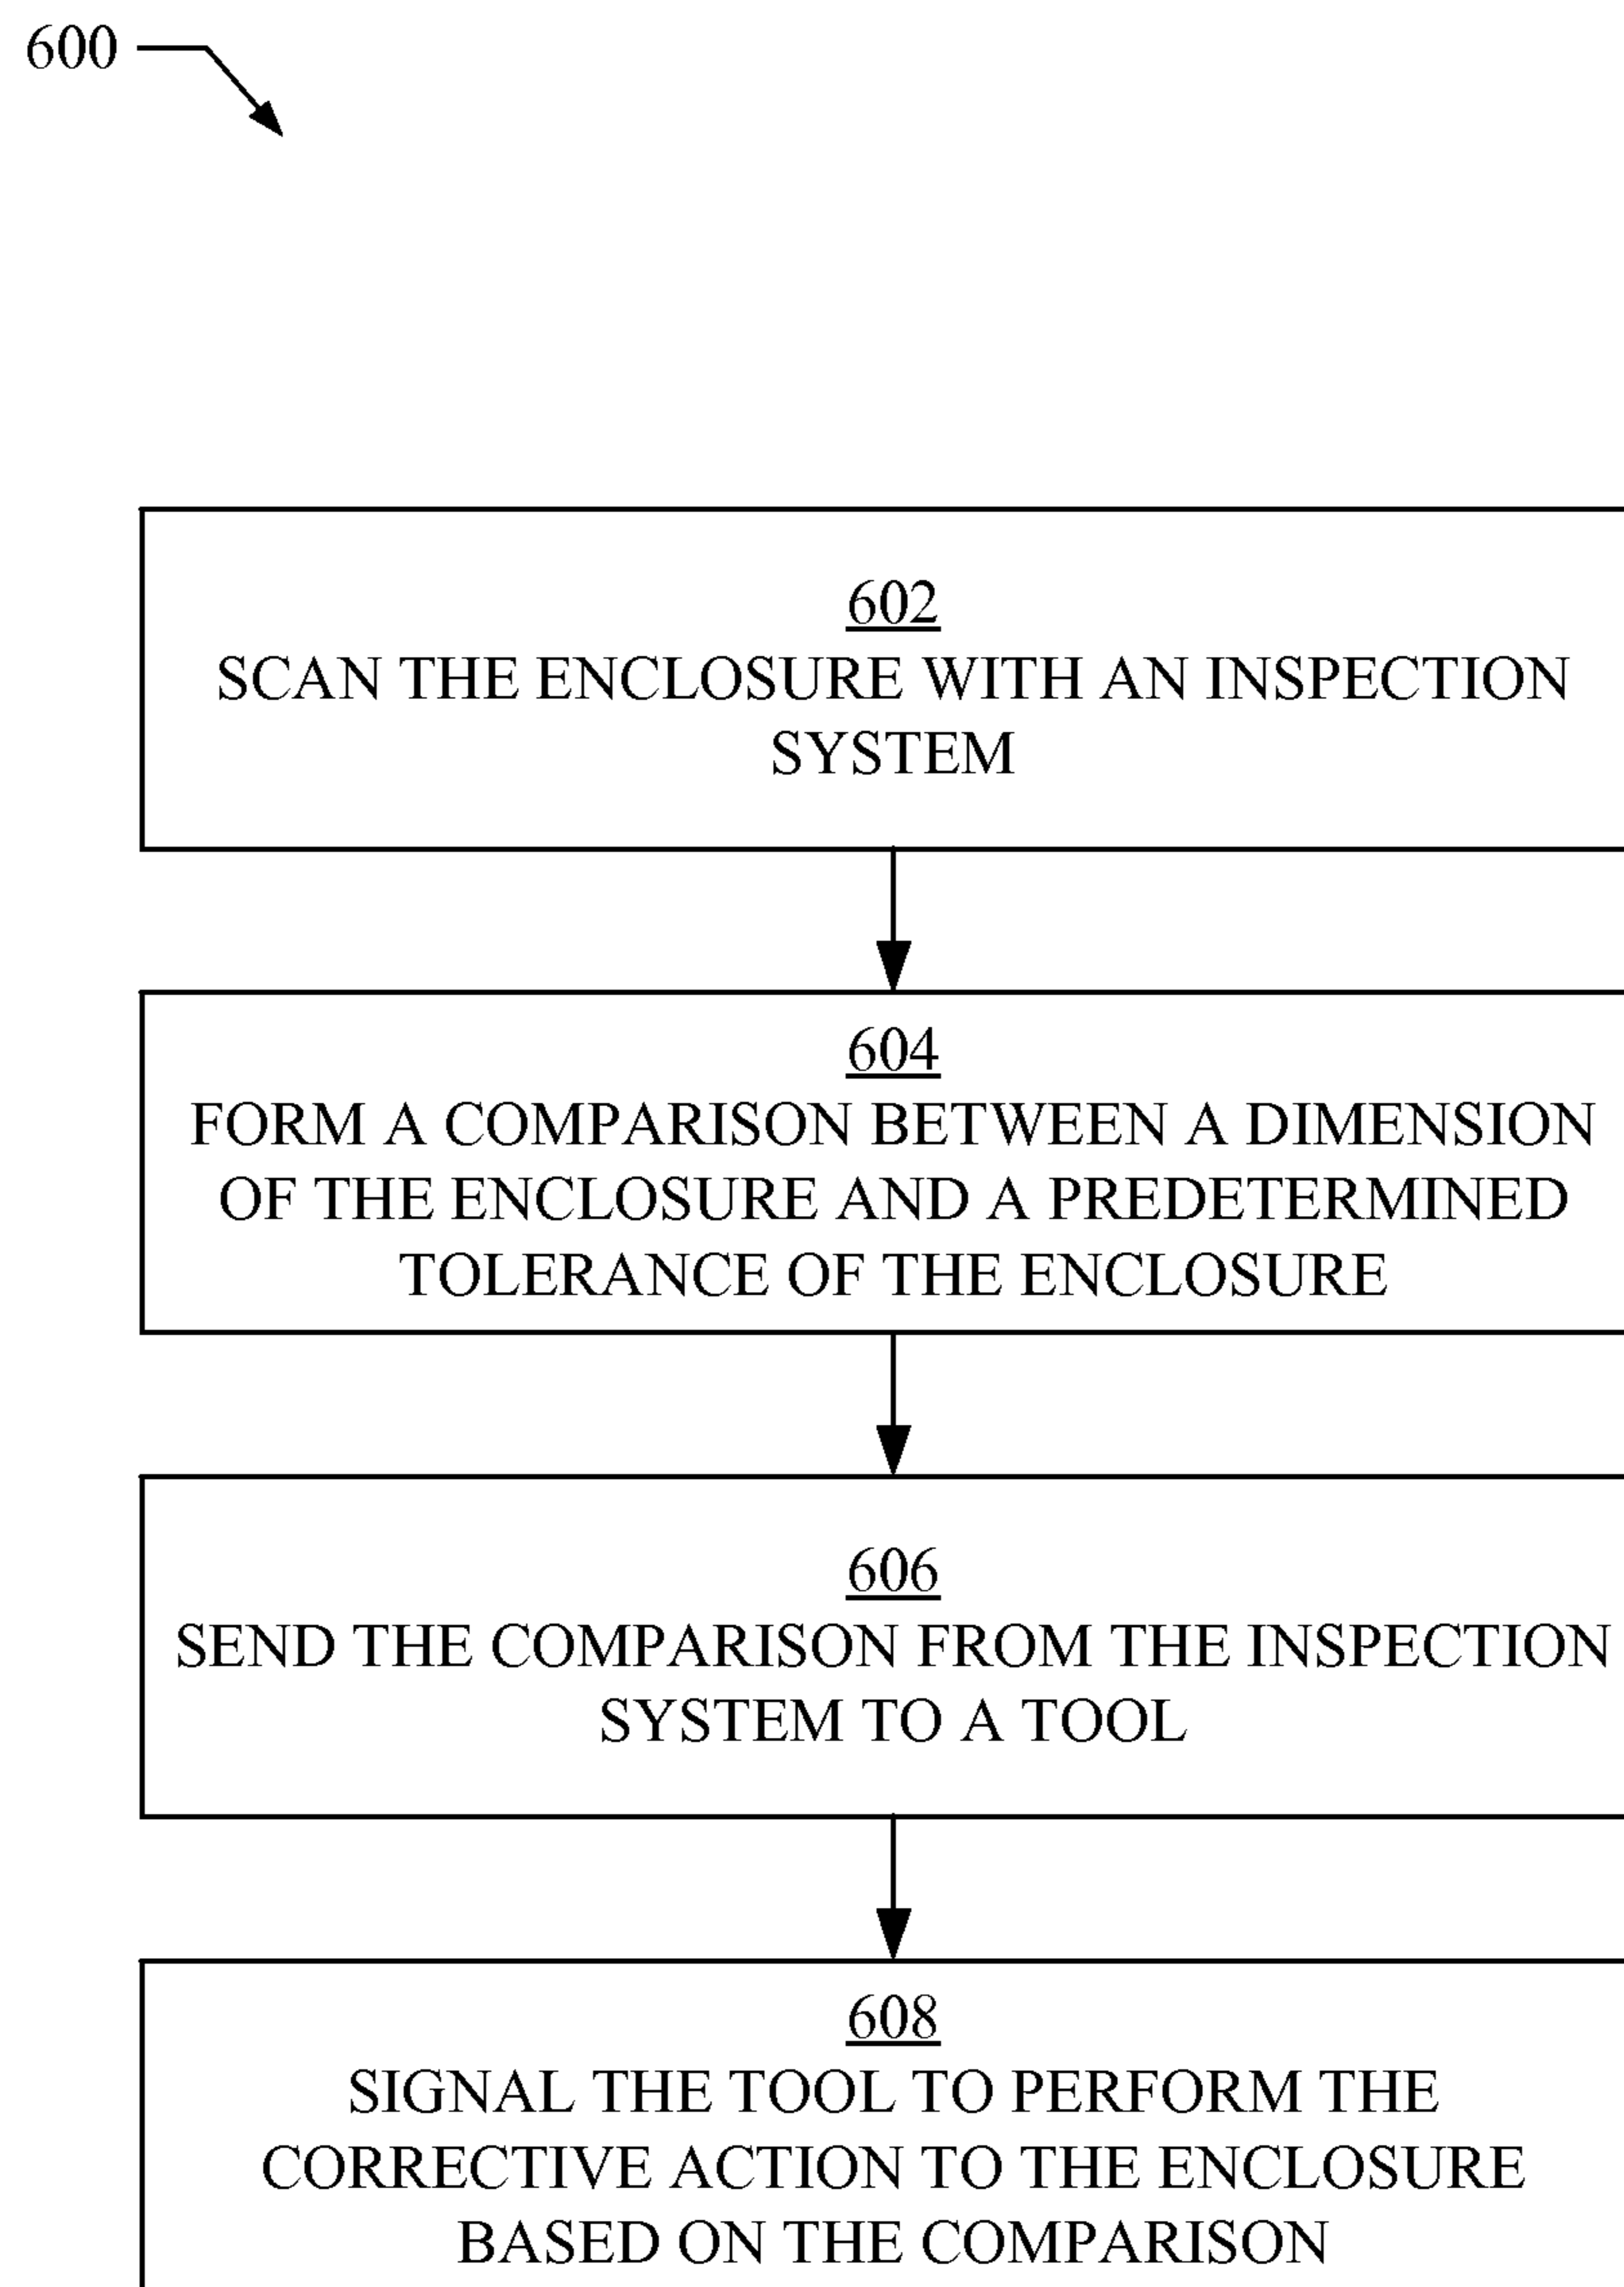 600
602
SCAN THE ENCLOSURE WITH AN INSPECTION
SYSTEM
604
FORM A COMPARISON BETWEEN A DIMENSION
OF THE ENCLOSURE AND A PREDETERMINED
TOLERANCE OF THE ENCLOSURE
606
SEND THE COMPARISON FROM THE INSPECTION
SYSTEM TO A TOOL
608
SIGNAL THE TOOL TO PERFORM THE
CORRECTIVE ACTION TO THE ENCLOSURE
BASED ON THE COMPARISON